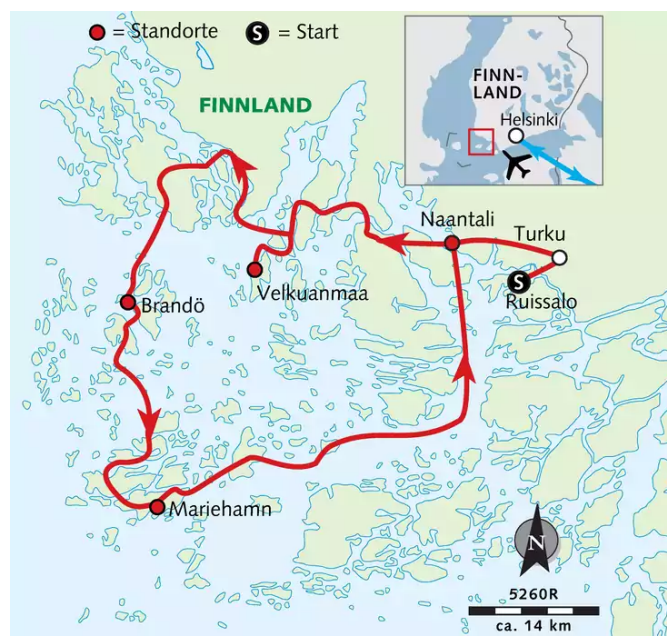 = Standorte
S = Start
FINNLAND
FINN-
LAND
Helsinki
Naantali
Turku
S
Ruissalo
Velkuanmaa
Brandö
Mariehamn
N
5260R
ca. 14 km